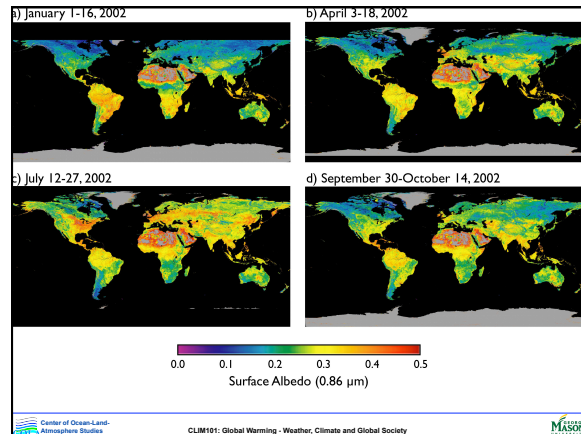 a) January 1-16, 2002
b) April 3-18, 2002
c) July 12-27, 2002
d) September 30-October 14, 2002
0.0 0.1 0.2 0.3 0.4 0.5
Surface Albedo (0.86 µm)
Center of Ocean-Land-
Atmosphere Studies
CLIM101: Global Warming - Weather, Climate and Global Society
GEORGE
MASON